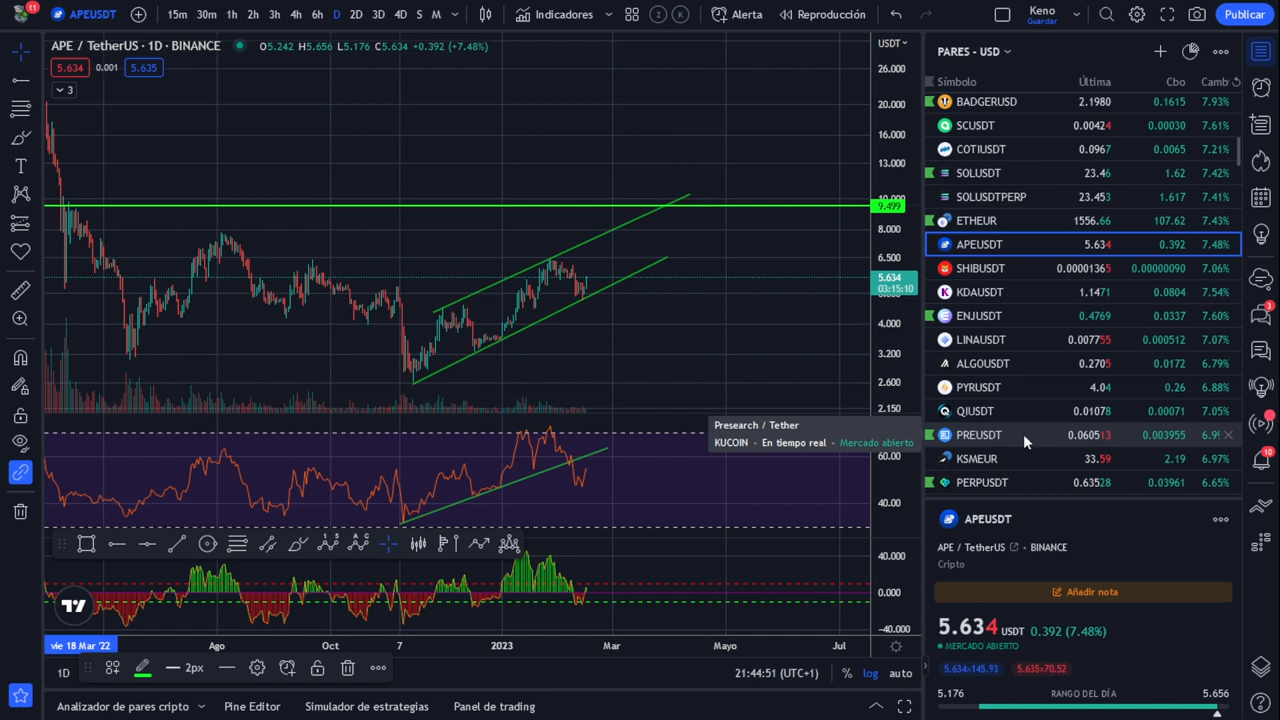 11
APEUSDT
15m 30m 1h 2h 3h 4h 6h D 2D 3D 4D S M
Indicadores
2 K
Alerta
Reproducción
Keno
Guardar
Publicar
APE / TetherUS · 1D · BINANCE
O5.242 H5.656 L5.176 C5.634 +0.392 (+7.48%)
5.634 0.001 5.635
3
USDT
26.000
20.000
16.000
13.000
9.499
8.000
6.500
5.634
03:15:10
4.000
3.200
2.600
2.150
60.00
40.00
40.000
0.000
-40.000
Presearch / Tether
KUCOIN · En tiempo real · Mercado abierto
vie 18 Mar '22 Ago Oct 7 2023 Mar Mayo Jul
1D
2px
21:44:51 (UTC+1) % log auto
Analizador de pares cripto Pine Editor Simulador de estrategias Panel de trading
PARES - USD
Símbolo Última Cbo Camb
BADGERUSD 2.1980 0.1615 7.93%
SCUSDT 0.00424 0.00030 7.61%
COTIUSDT 0.0967 0.0065 7.21%
SOLUSDT 23.46 1.62 7.42%
SOLUSDTPERP 23.453 1.617 7.41%
ETHEUR 1556.66 107.62 7.43%
APEUSDT 5.634 0.392 7.48%
SHIBUSDT 0.00001365 0.00000090 7.06%
KDAUSDT 1.1471 0.0804 7.54%
ENJUSDT 0.4769 0.0337 7.60%
LINAUSDT 0.007755 0.000512 7.07%
ALGOUSDT 0.2705 0.0172 6.79%
PYRUSDT 4.04 0.26 6.88%
QIUSDT 0.01078 0.00071 7.05%
PREUSDT 0.060513 0.003955
KSMEUR 33.59 2.19 6.97%
PERPUSDT 0.63528 0.03961 6.65%
APEUSDT
APE / TetherUS · BINANCE
Cripto
Añadir nota
5.634 USDT 0.392 (7.48%)
MERCADO ABIERTO
5.634×145.93 5.635×70.52
5.176 RANGO DEL DÍA 5.656
3
10